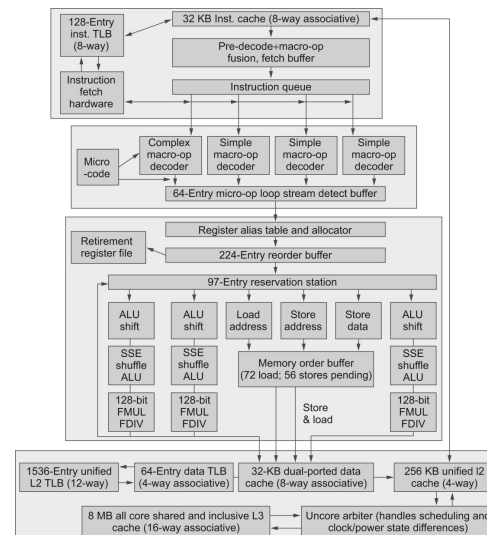 128-Entry
inst. TLB
(8-way)
32 KB Inst. cache (8-way associative)
Pre-decode+macro-op
fusion, fetch buffer
Instruction
fetch
hardware
Instruction queue
Micro
-code
Complex
macro-op
decoder
Simple
macro-op
decoder
Simple
macro-op
decoder
Simple
macro-op
decoder
64-Entry micro-op loop stream detect buffer
Register alias table and allocator
Retirement
register file
224-Entry reorder buffer
97-Entry reservation station
ALU
shift
ALU
shift
Load
address
Store
address
Store
data
ALU
shift
SSE
shuffle
ALU
SSE
shuffle
ALU
Memory order buffer
(72 load; 56 stores pending)
SSE
shuffle
ALU
128-bit
FMUL
FDIV
128-bit
FMUL
FDIV
Store
& load
128-bit
FMUL
FDIV
1536-Entry unified
L2 TLB (12-way)
64-Entry data TLB
(4-way associative)
32-KB dual-ported data
cache (8-way associative)
256 KB unified l2
cache (4-way)
8 MB all core shared and inclusive L3
cache (16-way associative)
Uncore arbiter (handles scheduling and
clock/power state differences)